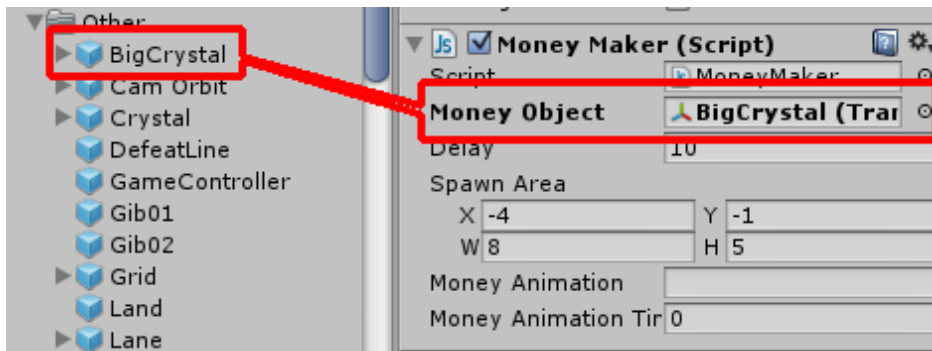 Other
BigCrystal
Cam Orbit
Crystal
DefeatLine
GameController
Gib01
Gib02
Grid
Land
Lane
Js Money Maker (Script)
Script MoneyMaker
Money Object BigCrystal (Trar
Delay 10
Spawn Area
X -4 Y -1
W 8 H 5
Money Animation
Money Animation Tir 0